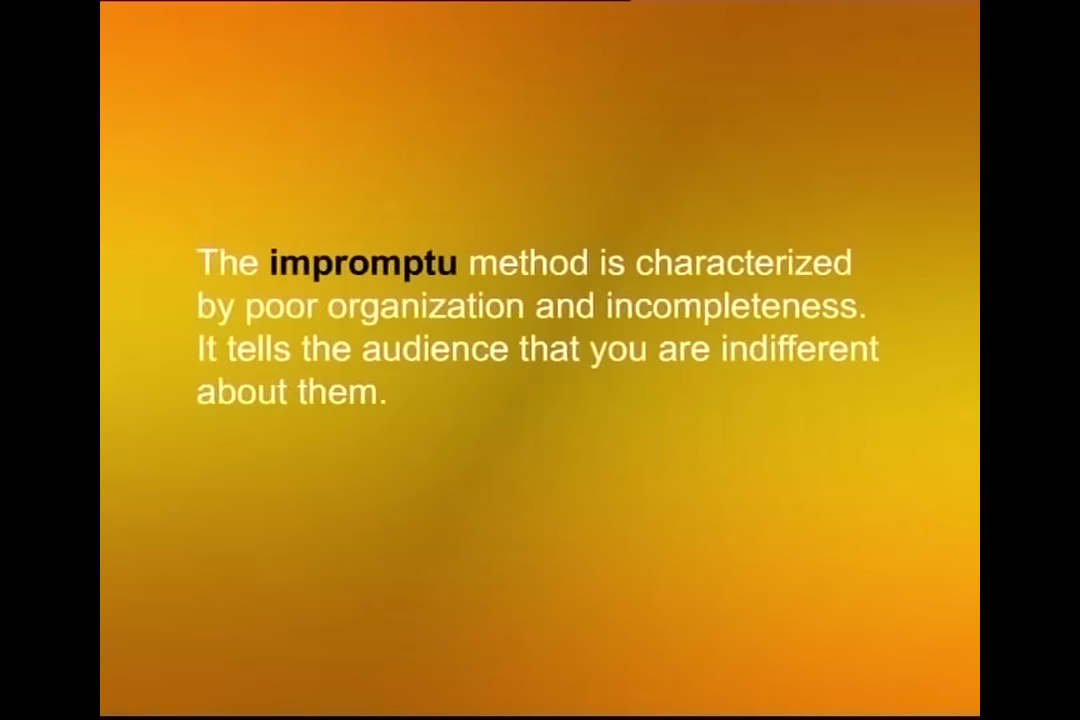 The impromptu method is characterized
by poor organization and incompleteness.
It tells the audience that you are indifferent
about them.